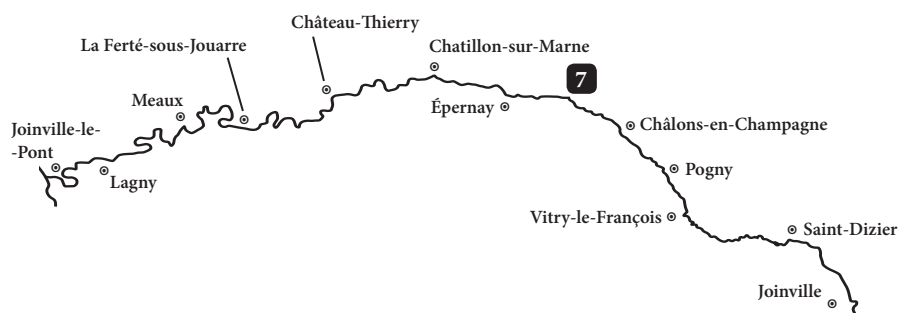 Château-Thierry
La Ferté-sous-Jouarre
Chatillon-sur-Marne
7
Meaux
Épernay
Joinville-le-
-Pont
Châlons-en-Champagne
Lagny
Pogny
Vitry-le-François
Saint-Dizier
Joinville